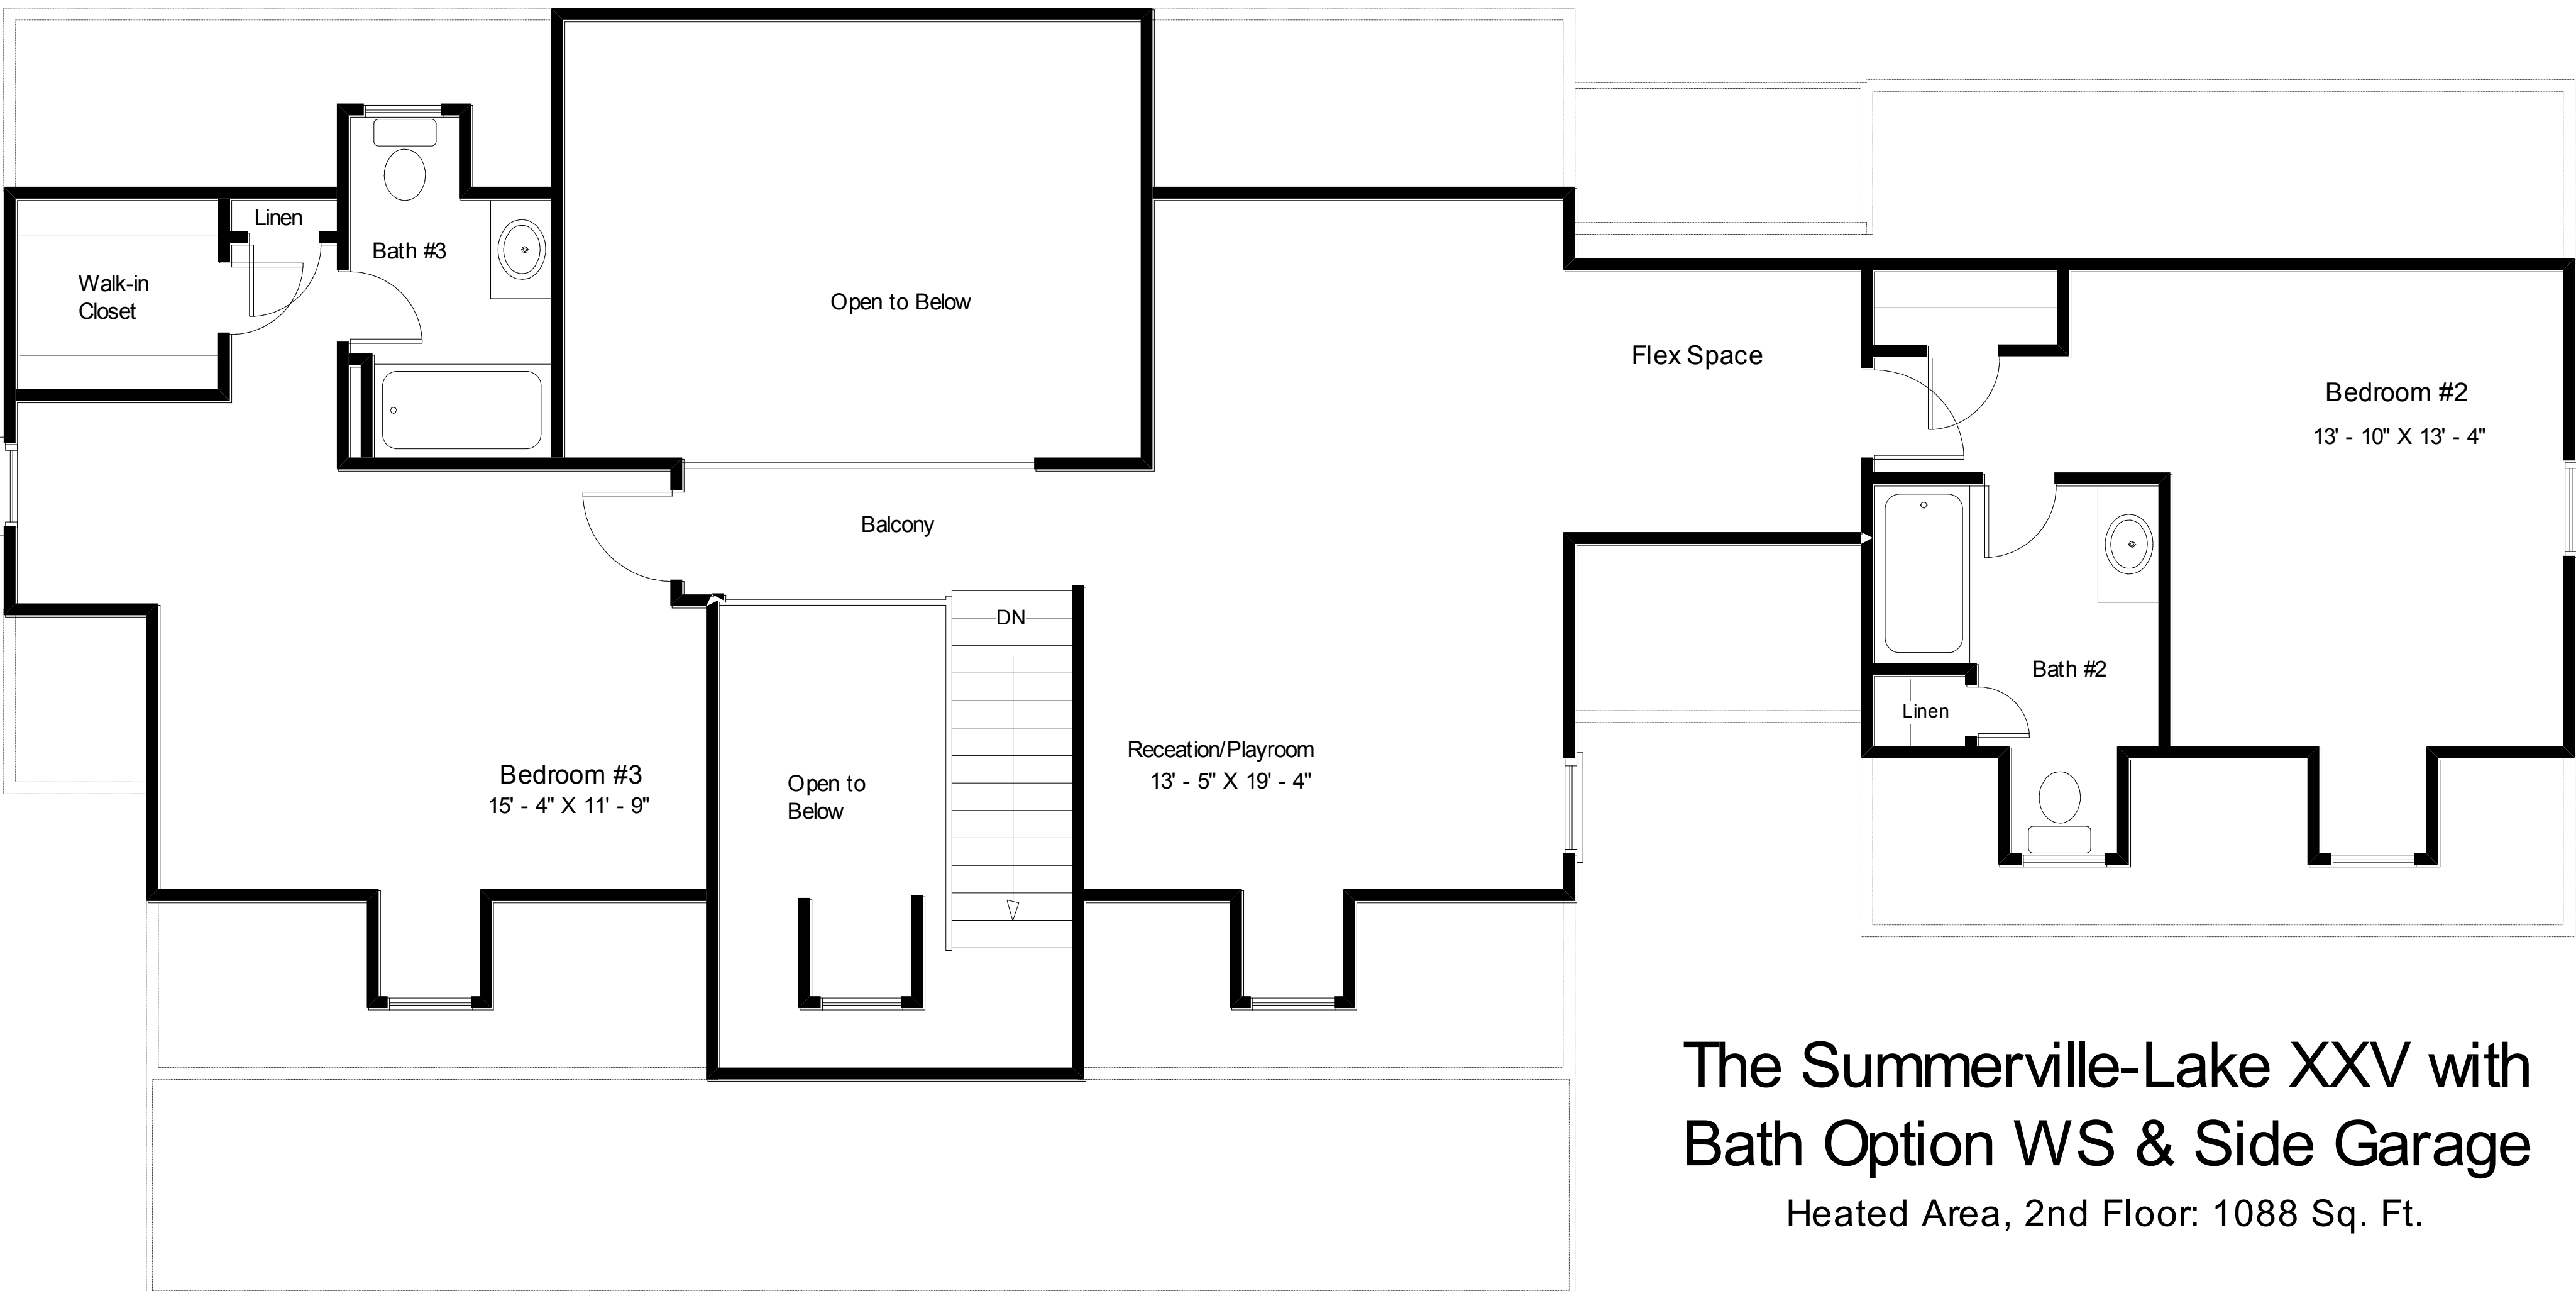 Linen
Bath #3
Walk-in
Closet
Open to Below
Flex Space
Bedroom #2
13' - 10" X 13' - 4"
Balcony
DN
Bath #2
Linen
Receation/Playroom
13' - 5" X 19' - 4"
Bedroom #3
15' - 4" X 11' - 9"
Open to
Below
The Summerville-Lake XXV with
Bath Option WS & Side Garage
Heated Area, 2nd Floor: 1088 Sq. Ft.